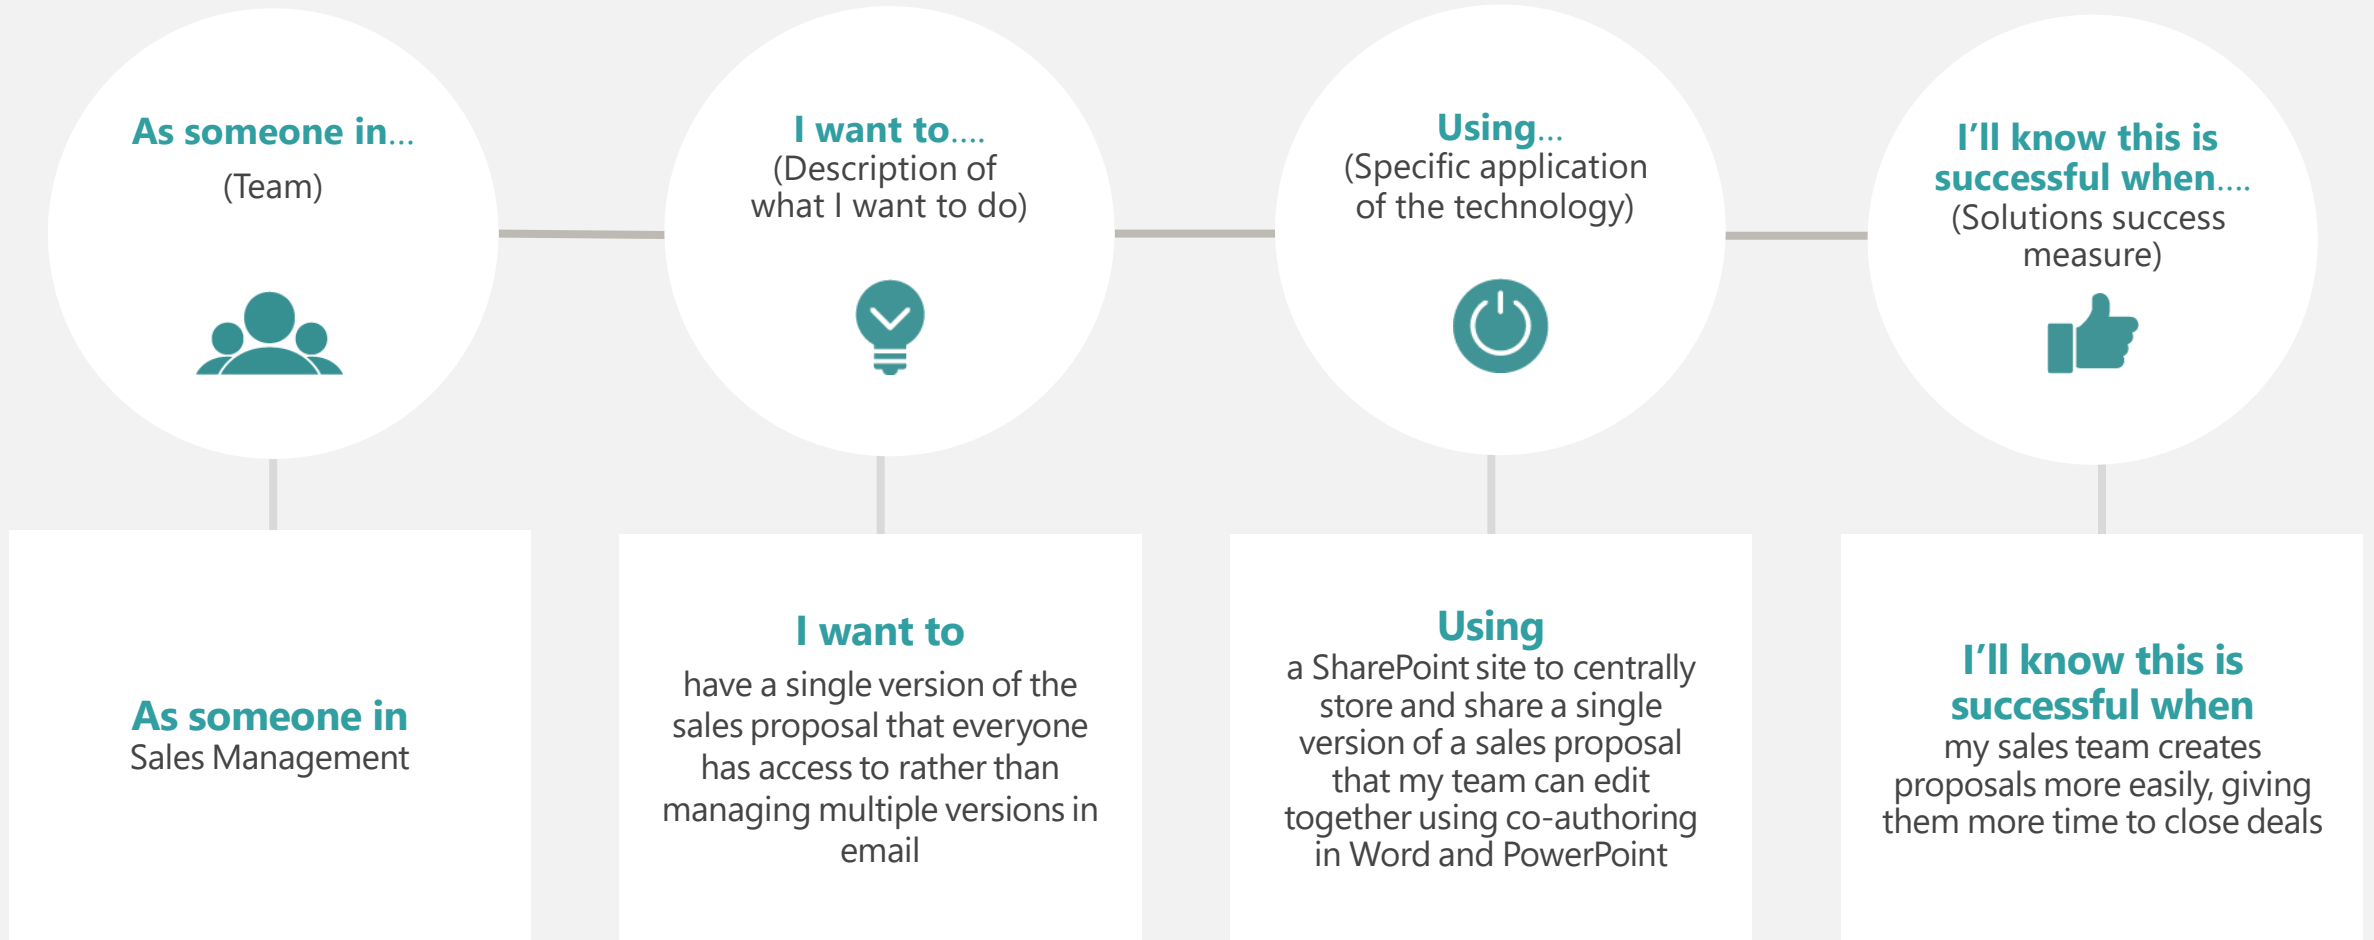 As someone in...
(Team)
I want to....
(Description of
what I want to do)
Using...
(Specific application
of the technology)
I’ll know this is
successful when....
(Solutions success
measure)
As someone in
Sales Management
I want to
have a single version of the
sales proposal that everyone
has access to rather than
managing multiple versions in
email
Using
a SharePoint site to centrally
store and share a single
version of a sales proposal
that my team can edit
together using co-authoring
in Word and PowerPoint
I’ll know this is
successful when
my sales team creates
proposals more easily, giving
them more time to close deals